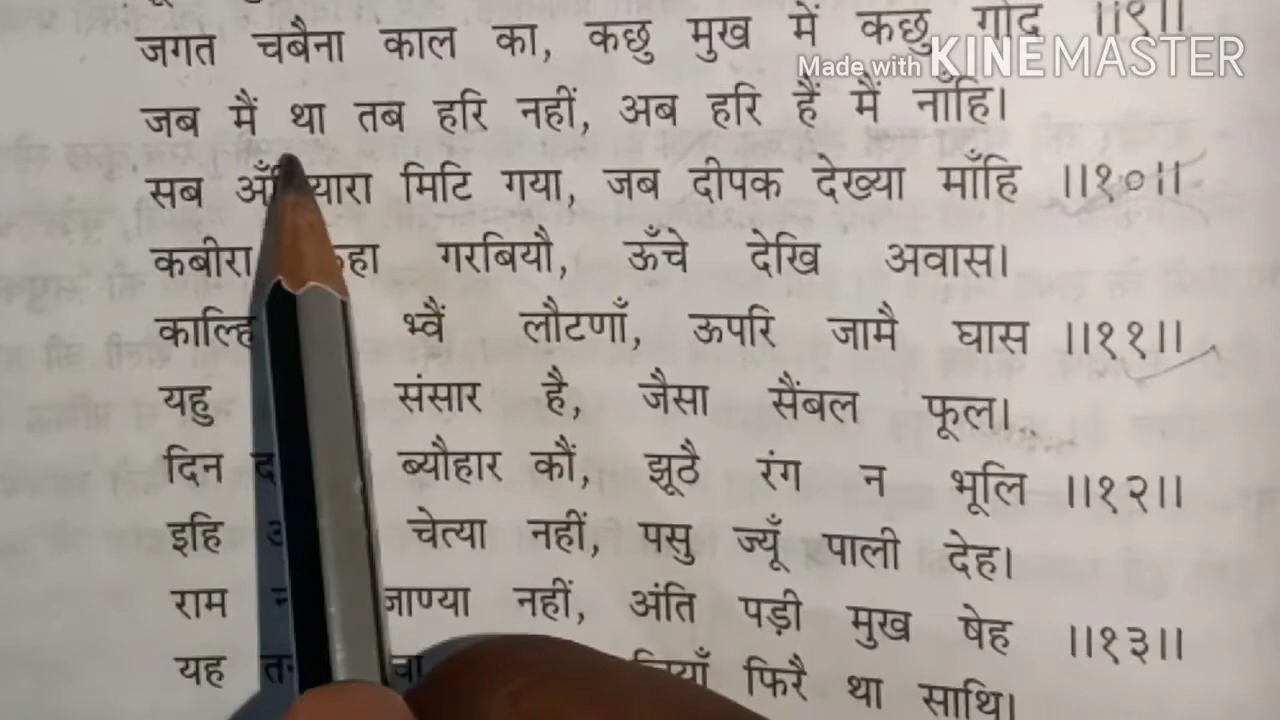 जगत चबैना काल का, कछु मुख में कछु गोद ॥९॥
Made with KINEMASTER
जब मैं था तब हरि नहीं, अब हरि हैं मैं नाँहि।
सब मिटि गया, जब दीपक देख्या माँहि ॥१०॥
कबीरा गरबियौ, ऊँचे देखि अवास।
काल्हि भ्वैं लौटणाँ, ऊपरि जामै घास ॥११॥
यहु संसार है, जैसा सैंबल फूल।
दिन ब्यौहार कौं, झूठै रंग न भूलि ॥१२॥
इहि चेत्या नहीं, पसु ज्यूँ पाली देह।
राम जाण्या नहीं, अंति पड़ी मुख षेह ॥१३॥
यह फिरै था साथि।